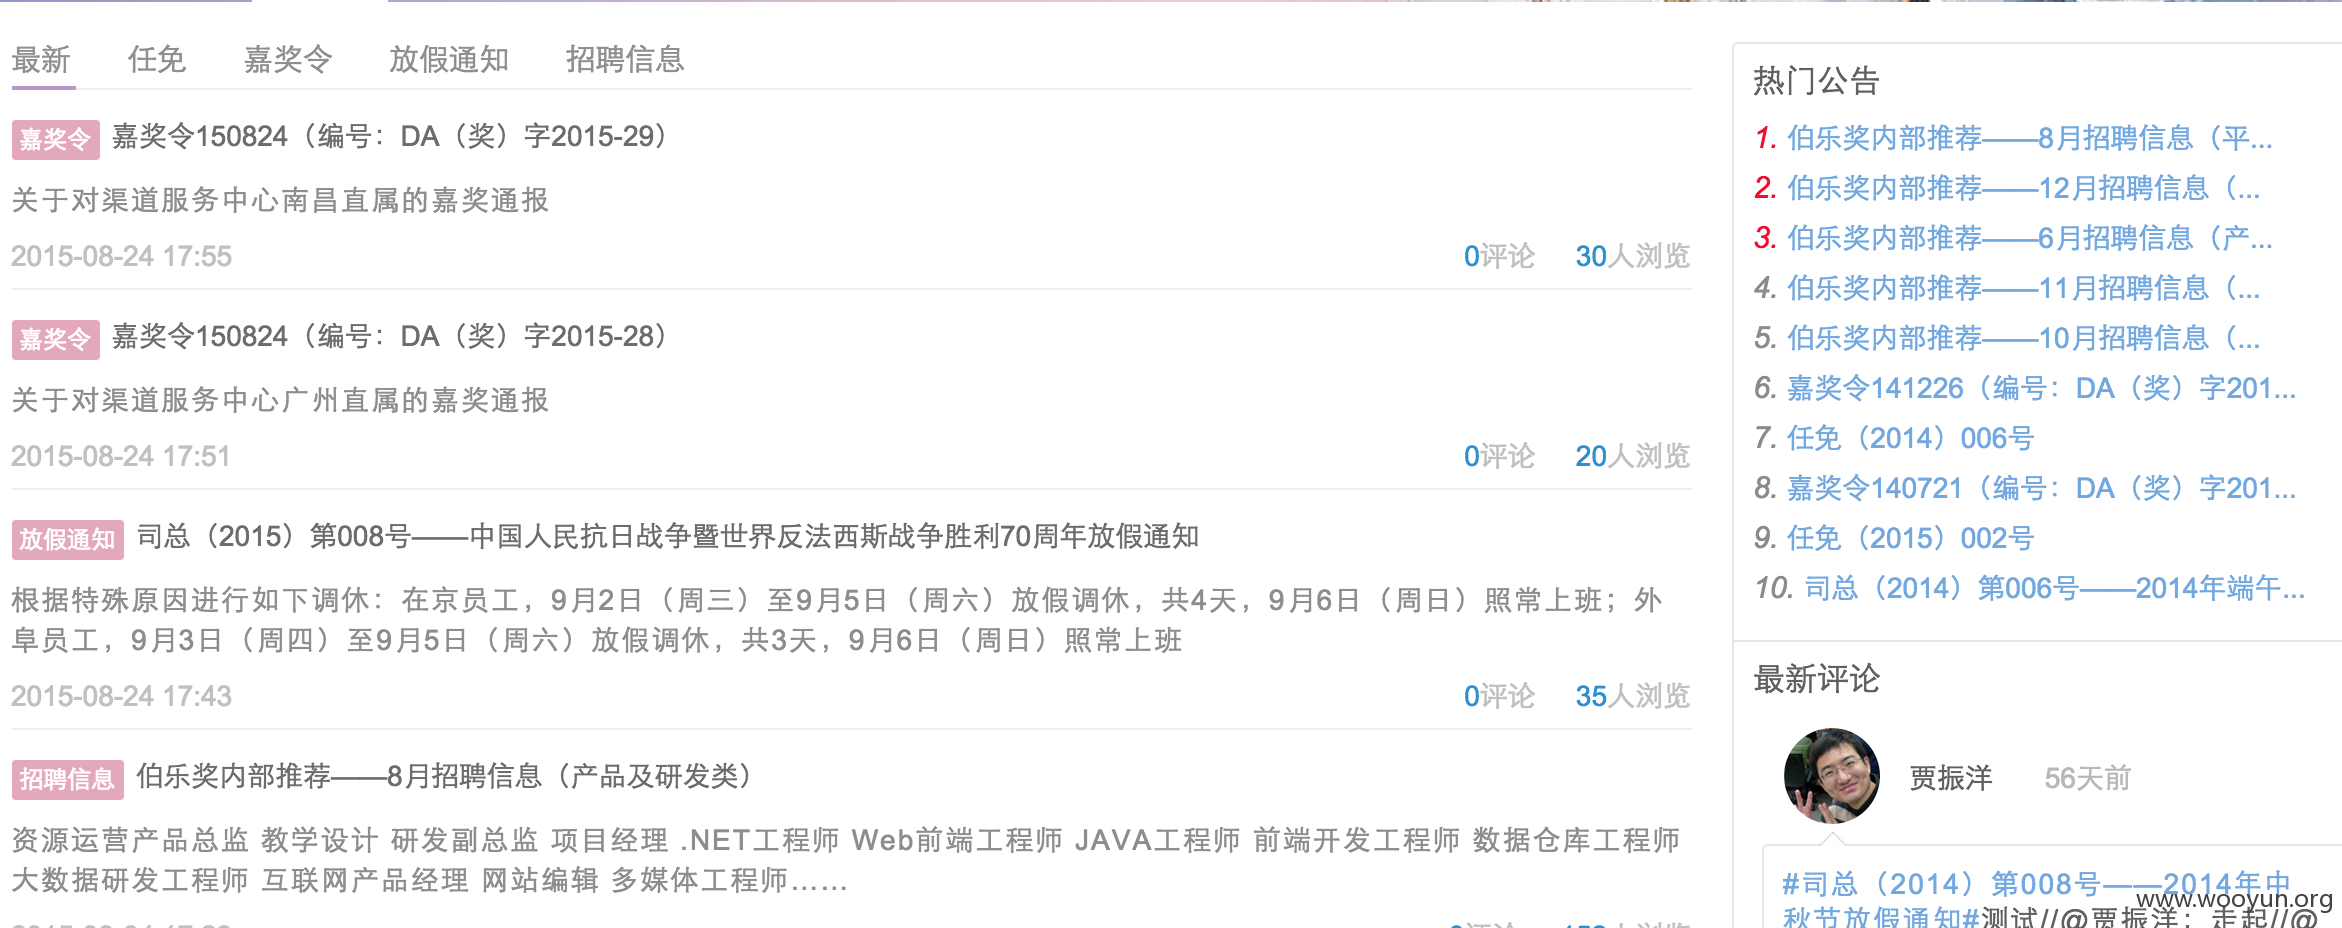 最新 任免 嘉奖令 放假通知 招聘信息
嘉奖令 嘉奖令150824（编号：DA（奖）字2015-29）
关于对渠道服务中心南昌直属的嘉奖通报
2015-08-24 17:55 0评论 30人浏览
嘉奖令 嘉奖令150824（编号：DA（奖）字2015-28）
关于对渠道服务中心广州直属的嘉奖通报
2015-08-24 17:51 0评论 20人浏览
放假通知 司总（2015）第008号——中国人民抗日战争暨世界反法西斯战争胜利70周年放假通知
根据特殊原因进行如下调休：在京员工，9月2日（周三）至9月5日（周六）放假调休，共4天，9月6日（周日）照常上班；外
阜员工，9月3日（周四）至9月5日（周六）放假调休，共3天，9月6日（周日）照常上班
2015-08-24 17:43 0评论 35人浏览
招聘信息 伯乐奖内部推荐——8月招聘信息（产品及研发类）
资源运营产品总监 教学设计 研发副总监 项目经理 .NET工程师 Web前端工程师 JAVA工程师 前端开发工程师 数据仓库工程师
大数据研发工程师 互联网产品经理 网站编辑 多媒体工程师……
热门公告
1. 伯乐奖内部推荐——8月招聘信息（平...
2. 伯乐奖内部推荐——12月招聘信息（...
3. 伯乐奖内部推荐——6月招聘信息（产...
4. 伯乐奖内部推荐——11月招聘信息（...
5. 伯乐奖内部推荐——10月招聘信息（...
6. 嘉奖令141226（编号：DA（奖）字201...
7. 任免（2014）006号
8. 嘉奖令140721（编号：DA（奖）字201...
9. 任免（2015）002号
10. 司总（2014）第006号——2014年端午...
最新评论
贾振洋 56天前
#司总（2014）第008号——2014年中
秋节放假通知#测试//@贾振洋：走起//@
www.wooyun.org